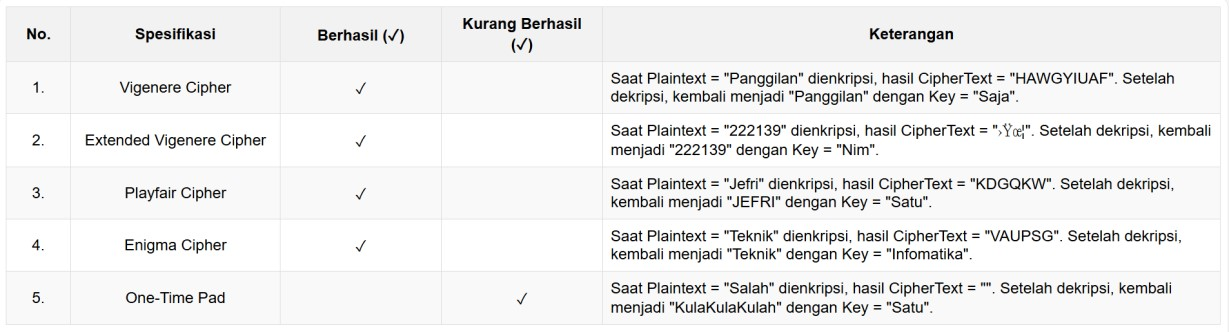 No. Spesifikasi Berhasil (✓) Kurang Berhasil (✓) Keterangan
1. Vigenere Cipher ✓ Saat Plaintext = "Panggilan" dienkripsi, hasil CipherText = "HAWGYIUAF". Setelah
dekripsi, kembali menjadi "Panggilan" dengan Key = "Saja".
2. Extended Vigenere Cipher ✓ Saat Plaintext = "222139" dienkripsi, hasil CipherText = "›Ÿœ¦". Setelah dekripsi, kembali
menjadi "222139" dengan Key = "Nim".
3. Playfair Cipher ✓ Saat Plaintext = "Jefri" dienkripsi, hasil CipherText = "KDGQKW". Setelah dekripsi,
kembali menjadi "JEFRI" dengan Key = "Satu".
4. Enigma Cipher ✓ Saat Plaintext = "Teknik" dienkripsi, hasil CipherText = "VAUPSG". Setelah dekripsi,
kembali menjadi "Teknik" dengan Key = "Infomatika".
5. One-Time Pad ✓ Saat Plaintext = "Salah" dienkripsi, hasil CipherText = "". Setelah dekripsi, kembali
menjadi "KulaKulaKulah" dengan Key = "Satu".